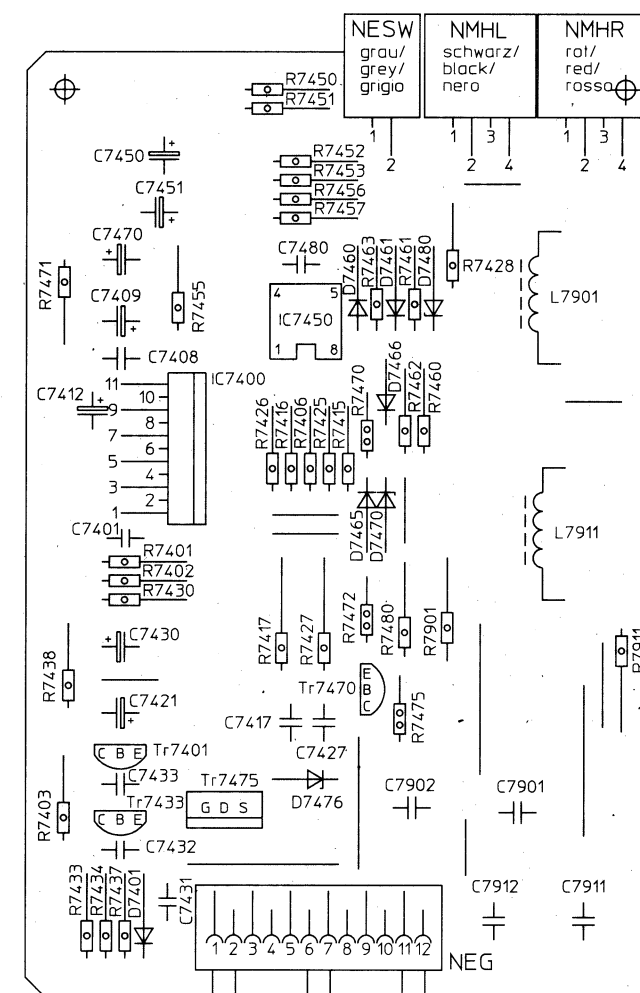 NESW
grau/
grey/
grigio
NMHL
schwarz/
black/
nero
NMHR
rot/
red/
rosso
1
2
1
2
3
4
1
2
3
4
R7450
R7451
C7450
R7452
R7453
R7456
R7457
C7451
C7470
C7480
D7460
R7463
D7461
R7461
D7480
R7428
L7901
R7471
C7409
R7455
4 5
IC7450
1 8
C7408
IC7400
C7412
11
10
9
8
7
6
5
4
3
2
1
R7426
R7416
R7406
R7425
R7415
R7470
D7466
R7462
R7460
D7465
D7470
L7911
C7401
R7401
R7402
R7430
C7430
R7438
C7421
R7417
R7427
R7472
R7480
R7901
R7911
Tr7470
E
B
C
R7475
C7417
C7427
Tr7401
C B E
C7433
Tr7433
C B E
R7403
C7432
Tr7475
G D S
D7476
C7902
C7901
R7433
R7434
R7437
D7401
C7431
C7912
C7911
1 2 3 4 5 6 7 8 9 10 11 12
NEG